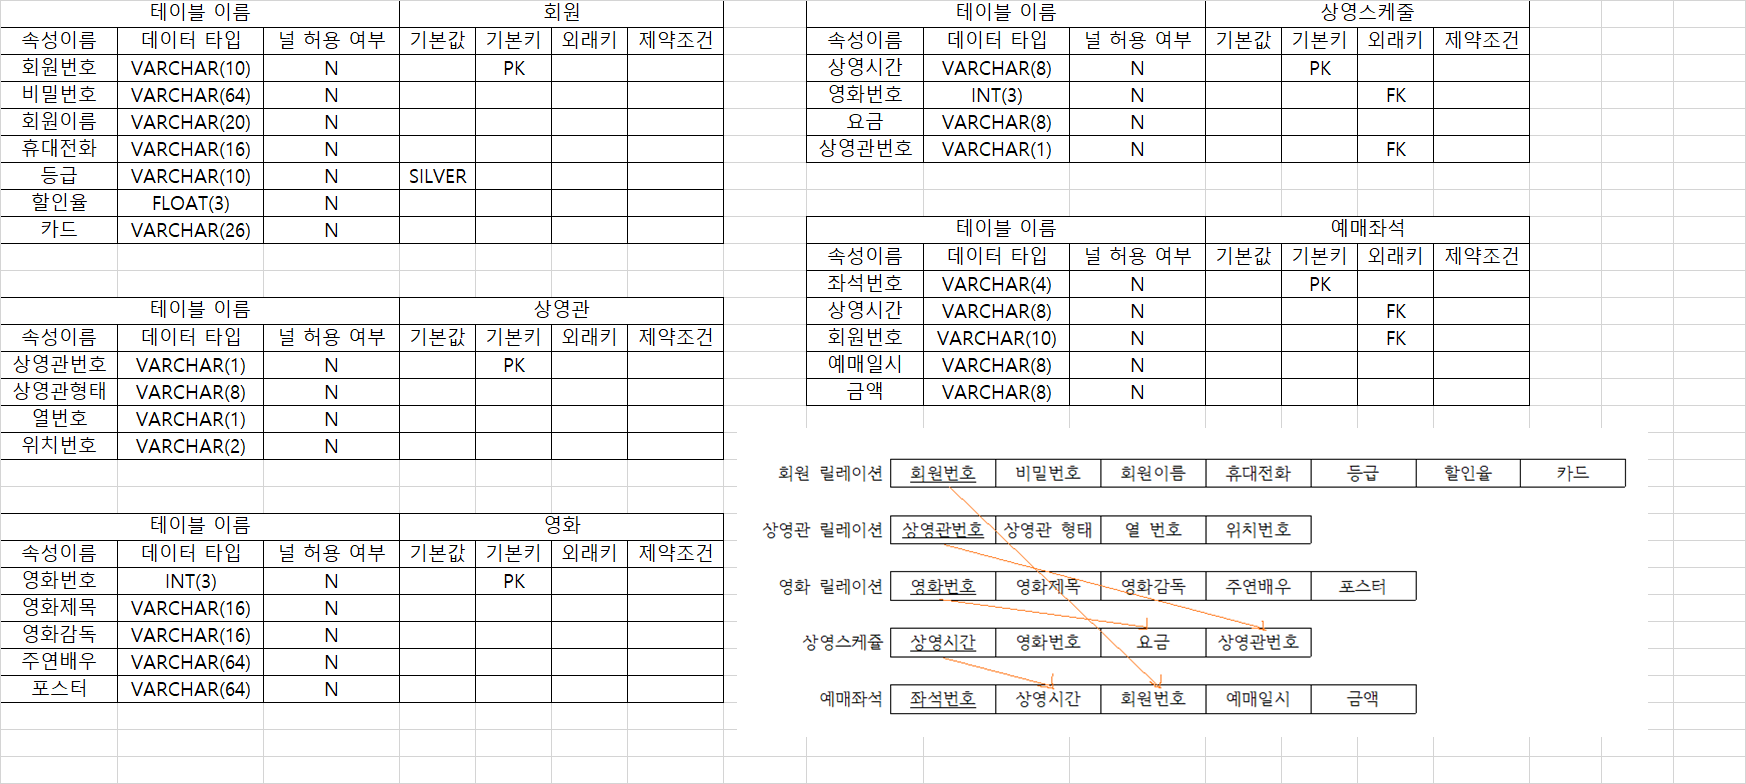 테이블 이름 회원
속성이름 데이터 타입 널 허용 여부 기본값 기본키 외래키 제약조건
회원번호 VARCHAR(10) N PK
비밀번호 VARCHAR(64) N
회원이름 VARCHAR(20) N
휴대전화 VARCHAR(16) N
등급 VARCHAR(10) N SILVER
할인율 FLOAT(3) N
카드 VARCHAR(26) N
테이블 이름 상영관
속성이름 데이터 타입 널 허용 여부 기본값 기본키 외래키 제약조건
상영관번호 VARCHAR(1) N PK
상영관형태 VARCHAR(8) N
열번호 VARCHAR(1) N
위치번호 VARCHAR(2) N
테이블 이름 영화
속성이름 데이터 타입 널 허용 여부 기본값 기본키 외래키 제약조건
영화번호 INT(3) N PK
영화제목 VARCHAR(16) N
영화감독 VARCHAR(16) N
주연배우 VARCHAR(64) N
포스터 VARCHAR(64) N
테이블 이름 상영스케줄
속성이름 데이터 타입 널 허용 여부 기본값 기본키 외래키 제약조건
상영시간 VARCHAR(8) N PK
영화번호 INT(3) N FK
요금 VARCHAR(8) N
상영관번호 VARCHAR(1) N FK
테이블 이름 예매좌석
속성이름 데이터 타입 널 허용 여부 기본값 기본키 외래키 제약조건
좌석번호 VARCHAR(4) N PK
상영시간 VARCHAR(8) N FK
회원번호 VARCHAR(10) N FK
예매일시 VARCHAR(8) N
금액 VARCHAR(8) N
회원 릴레이션 회원번호 비밀번호 회원이름 휴대전화 등급 할인율 카드
상영관 릴레이션 상영관번호 상영관 형태 열 번호 위치번호
영화 릴레이션 영화번호 영화제목 영화감독 주연배우 포스터
상영스케쥴 상영시간 영화번호 요금 상영관번호
예매좌석 좌석번호 상영시간 회원번호 예매일시 금액